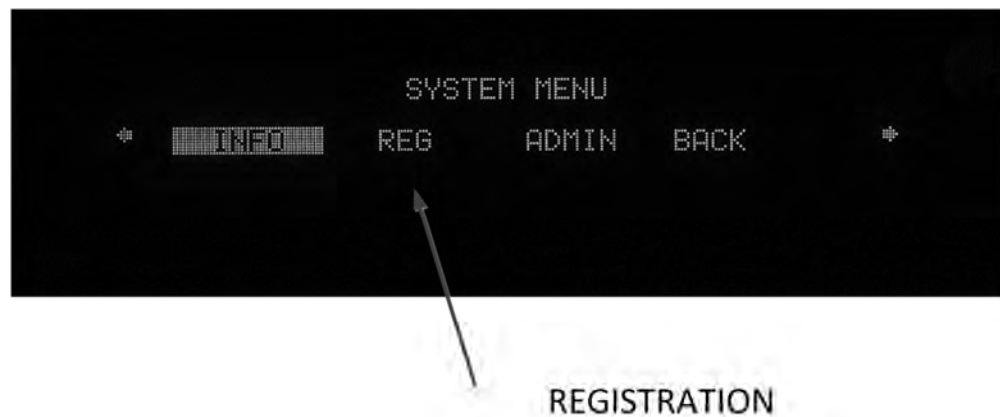 SYSTEM MENU
INFO REG ADMIN BACK
REGISTRATION